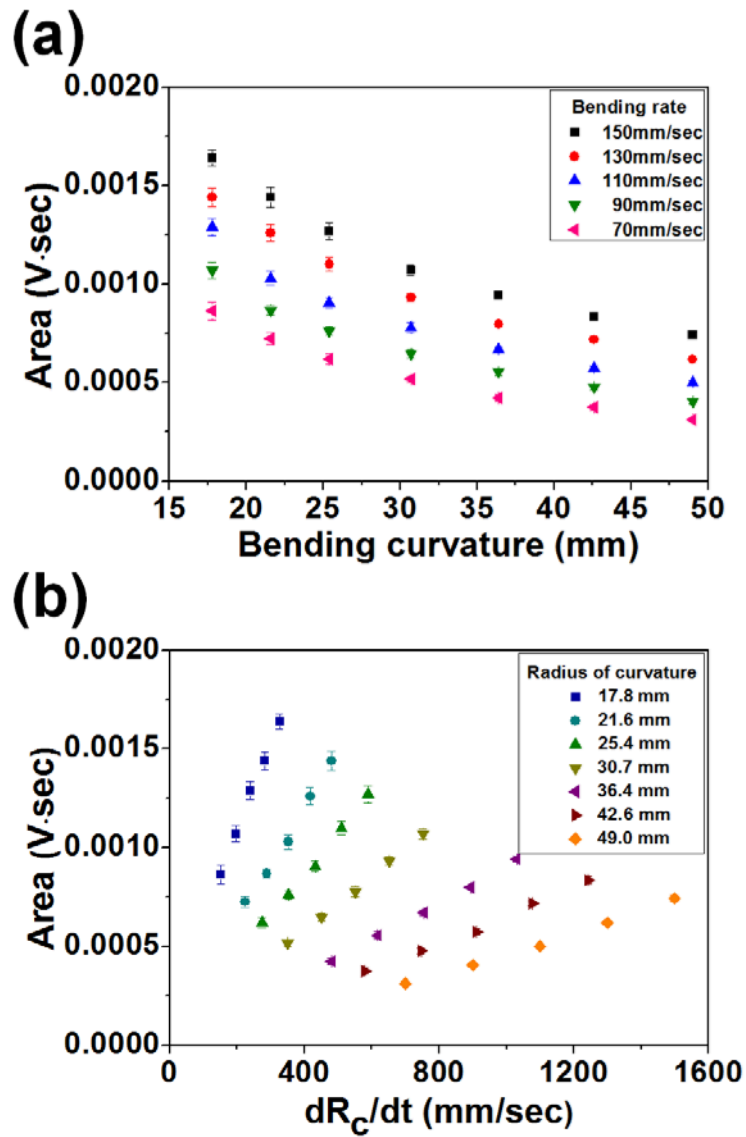 (a)
0.0020
0.0015
0.0010
0.0005
0.0000
Area (V·sec)
15 20 25 30 35 40 45 50
Bending curvature (mm)
Bending rate
150mm/sec
130mm/sec
110mm/sec
90mm/sec
70mm/sec
(b)
0.0020
0.0015
0.0010
0.0005
0.0000
Area (V·sec)
0 400 800 1200 1600
dRc/dt (mm/sec)
Radius of curvature
17.8 mm
21.6 mm
25.4 mm
30.7 mm
36.4 mm
42.6 mm
49.0 mm